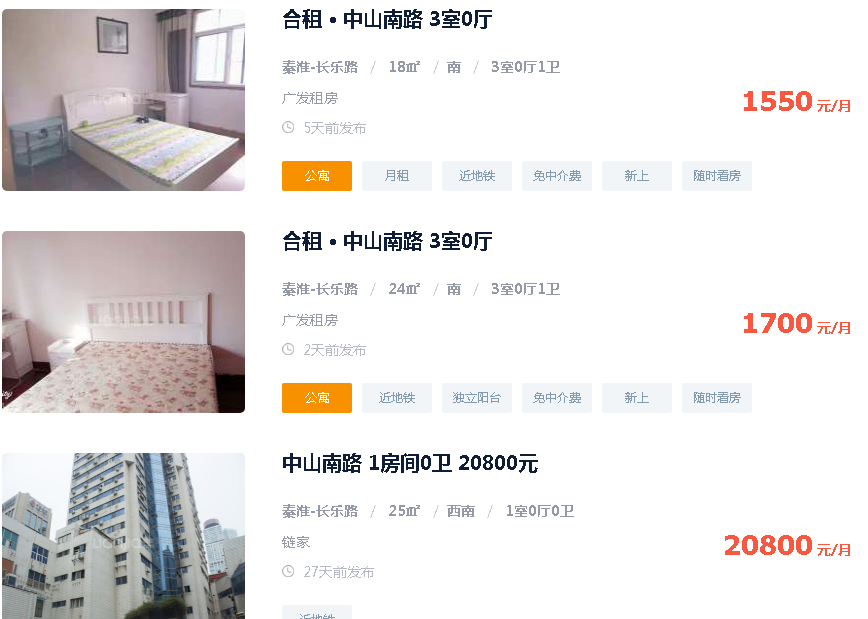 合租 • 中山南路 3室0厅
秦淮-长乐路 / 18㎡ / 南 / 3室0厅1卫
广发租房
5天前发布
1550 元/月
公寓 月租 近地铁 免中介费 新上 随时看房
合租 • 中山南路 3室0厅
秦淮-长乐路 / 24㎡ / 南 / 3室0厅1卫
广发租房
2天前发布
1700 元/月
公寓 近地铁 独立阳台 免中介费 新上 随时看房
中山南路 1房间0卫 20800元
秦淮-长乐路 / 25㎡ / 西南 / 1室0厅0卫
链家
27天前发布
20800 元/月
近地铁